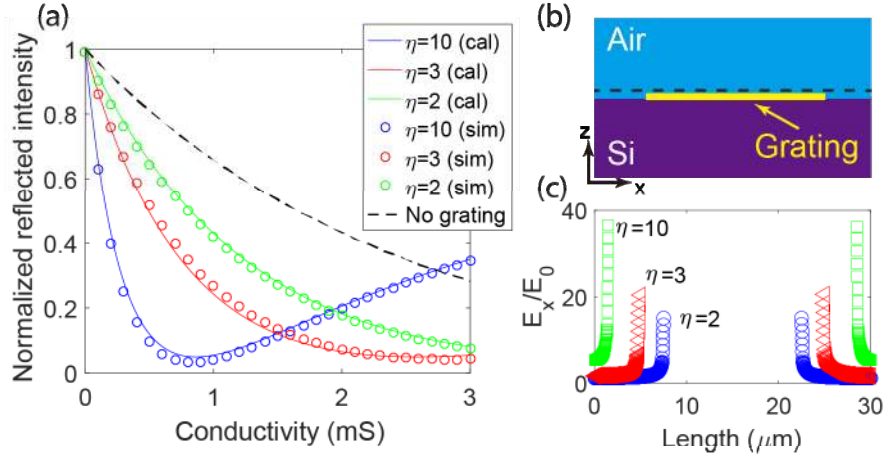 (a)
Normalized reflected intensity
1
0.8
0.6
0.4
0.2
0
0
1
2
3
Conductivity (mS)
η=10 (cal)
η=3 (cal)
η=2 (cal)
η=10 (sim)
η=3 (sim)
η=2 (sim)
No grating
(b)
Air
Grating
Si
z
x
(c)
E_x/E_0
40
20
0
η=10
η=3
η=2
0
10
20
30
Length (μm)